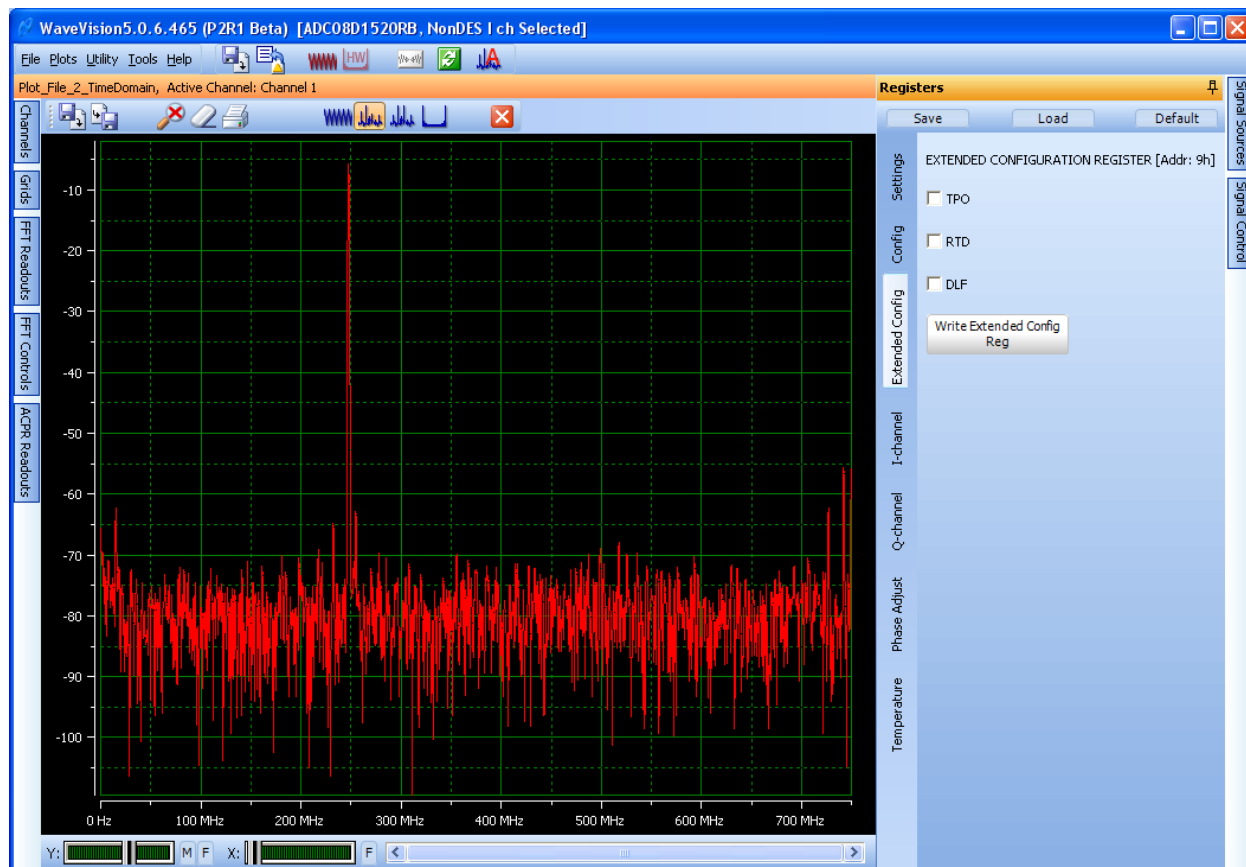 WaveVision5.0.6.465 (P2R1 Beta) [ADC08D1520RB, NonDES I ch Selected]
File Plots Utility Tools Help
HW
A
Plot_File_2_TimeDomain, Active Channel: Channel 1
Registers
Save Load Default
Channels
Grids
FFT Readouts
FFT Controls
ACPR Readouts
-10
-20
-30
-40
-50
-60
-70
-80
-90
-100
0 Hz 100 MHz 200 MHz 300 MHz 400 MHz 500 MHz 600 MHz 700 MHz
Y: M F X: F
Settings
Config
Extended Config
I-channel
Q-channel
Phase Adjust
Temperature
EXTENDED CONFIGURATION REGISTER [Addr: 9h]
TPO
RTD
DLF
Write Extended Config
Reg
Signal Sources
Signal Control